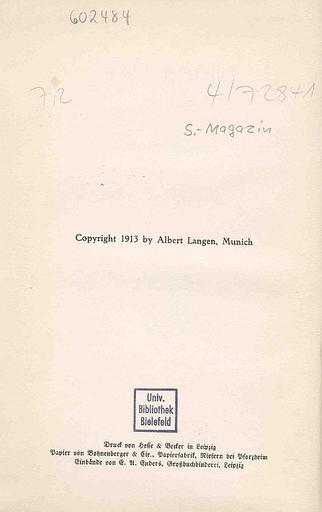 602484
7,2
4/72841
S.-Magazin
Copyright 1913 by Albert Langen, Munich
Univ.
Bibliothek
Bielefeld
Druck von Hesse & Becker in Leipzig
Papier von Bohnenberger & Cie., Papierfabrik, Niefern bei Pforzheim
Einbände von E. A. Enders, Großbuchbinderei, Leipzig